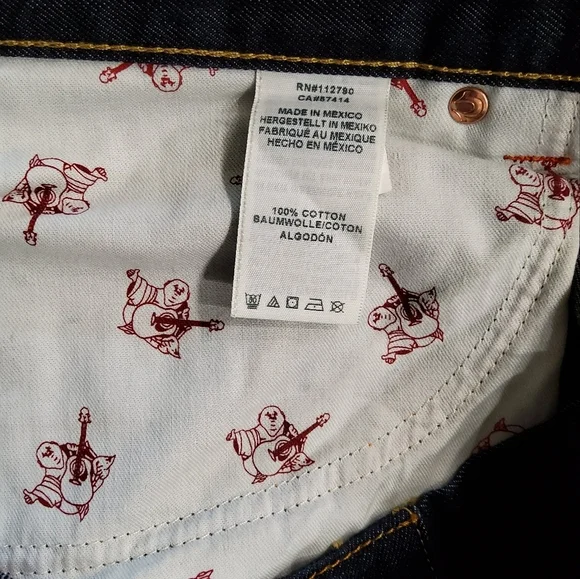 RN#112790
CA#67414
MADE IN MEXICO
HERGESTELLT IN MEXIKO
FABRIQUÉ AU MEXIQUE
HECHO EN MÉXICO
100% COTTON
BAUMWOLLE/COTON
ALGODÓN